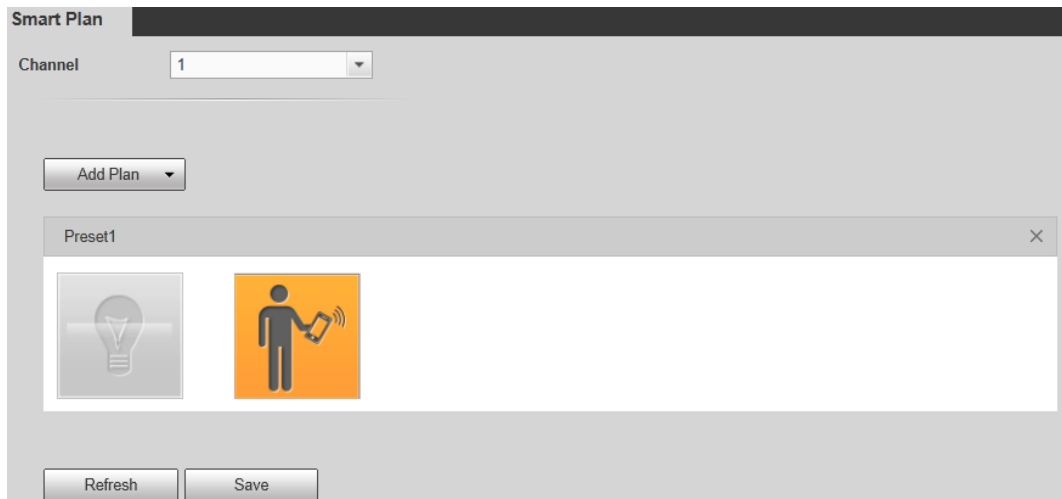 Smart Plan
Channel 1
Add Plan
Preset1
Refresh Save